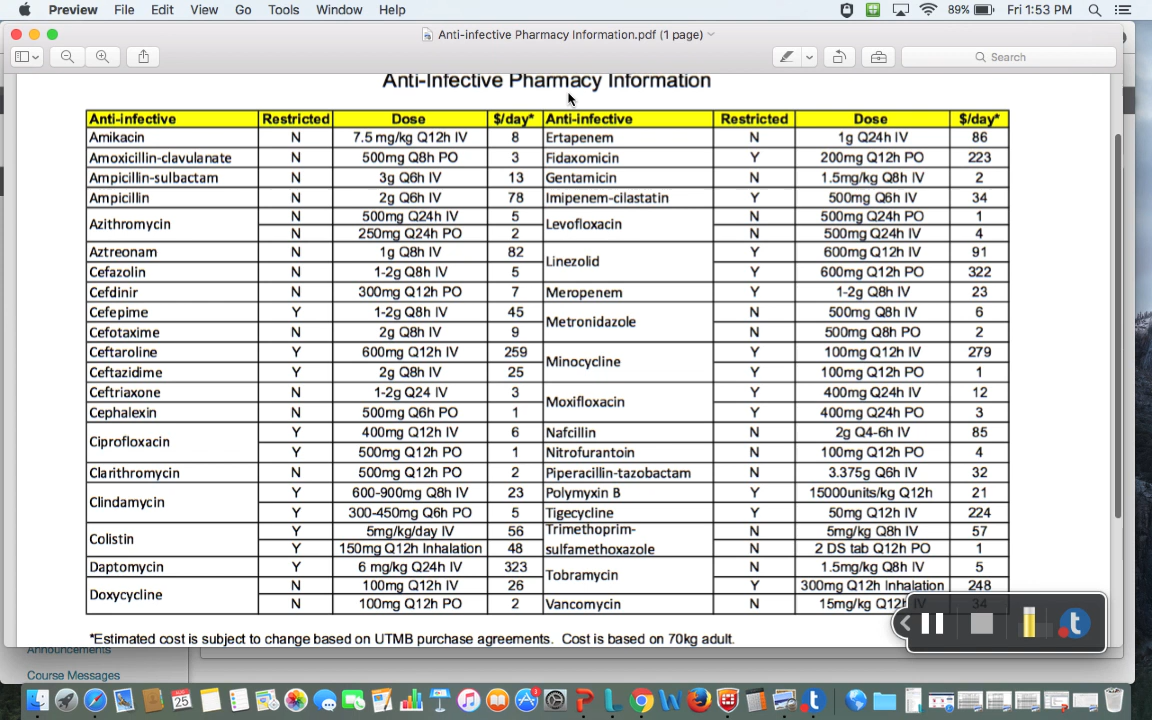 Preview File Edit View Go Tools Window Help 89% Fri 1:53 PM
Anti-infective Pharmacy Information.pdf (1 page)
Search
Anti-Infective Pharmacy Information
Anti-infective Restricted Dose $/day* Anti-infective Restricted Dose $/day*
Amikacin N 7.5 mg/kg Q12h IV 8 Ertapenem N 1g Q24h IV 86
Amoxicillin-clavulanate N 500mg Q8h PO 3 Fidaxomicin Y 200mg Q12h PO 223
Ampicillin-sulbactam N 3g Q6h IV 13 Gentamicin N 1.5mg/kg Q8h IV 2
Ampicillin N 2g Q6h IV 78 Imipenem-cilastatin Y 500mg Q6h IV 34
Azithromycin N 500mg Q24h IV 5 Levofloxacin N 500mg Q24h PO 1
N 250mg Q24h PO 2 N 500mg Q24h IV 4
Aztreonam N 1g Q8h IV 82 Linezolid Y 600mg Q12h IV 91
Cefazolin N 1-2g Q8h IV 5 Y 600mg Q12h PO 322
Cefdinir N 300mg Q12h PO 7 Meropenem Y 1-2g Q8h IV 23
Cefepime Y 1-2g Q8h IV 45 Metronidazole N 500mg Q8h IV 6
Cefotaxime N 2g Q8h IV 9 N 500mg Q8h PO 2
Ceftaroline Y 600mg Q12h IV 259 Minocycline Y 100mg Q12h IV 279
Ceftazidime Y 2g Q8h IV 25 Y 100mg Q12h PO 1
Ceftriaxone N 1-2g Q24 IV 3 Moxifloxacin Y 400mg Q24h IV 12
Cephalexin N 500mg Q6h PO 1 Y 400mg Q24h PO 3
Ciprofloxacin Y 400mg Q12h IV 6 Nafcillin N 2g Q4-6h IV 85
Y 500mg Q12h PO 1 Nitrofurantoin N 100mg Q12h PO 4
Clarithromycin N 500mg Q12h PO 2 Piperacillin-tazobactam N 3.375g Q6h IV 32
Clindamycin Y 600-900mg Q8h IV 23 Polymyxin B Y 15000units/kg Q12h 21
Y 300-450mg Q6h PO 5 Tigecycline Y 50mg Q12h IV 224
Colistin Y 5mg/kg/day IV 56 Trimethoprim- N 5mg/kg Q8h IV 57
Y 150mg Q12h Inhalation 48 sulfamethoxazole N 2 DS tab Q12h PO 1
Daptomycin Y 6 mg/kg Q24h IV 323 Tobramycin N 1.5mg/kg Q8h IV 5
Doxycycline N 100mg Q12h IV 26 Y 300mg Q12h Inhalation 248
N 100mg Q12h PO 2 Vancomycin N 15mg/kg Q12h IV 34
*Estimated cost is subject to change based on UTMB purchase agreements. Cost is based on 70kg adult.
Announcements
Course Messages